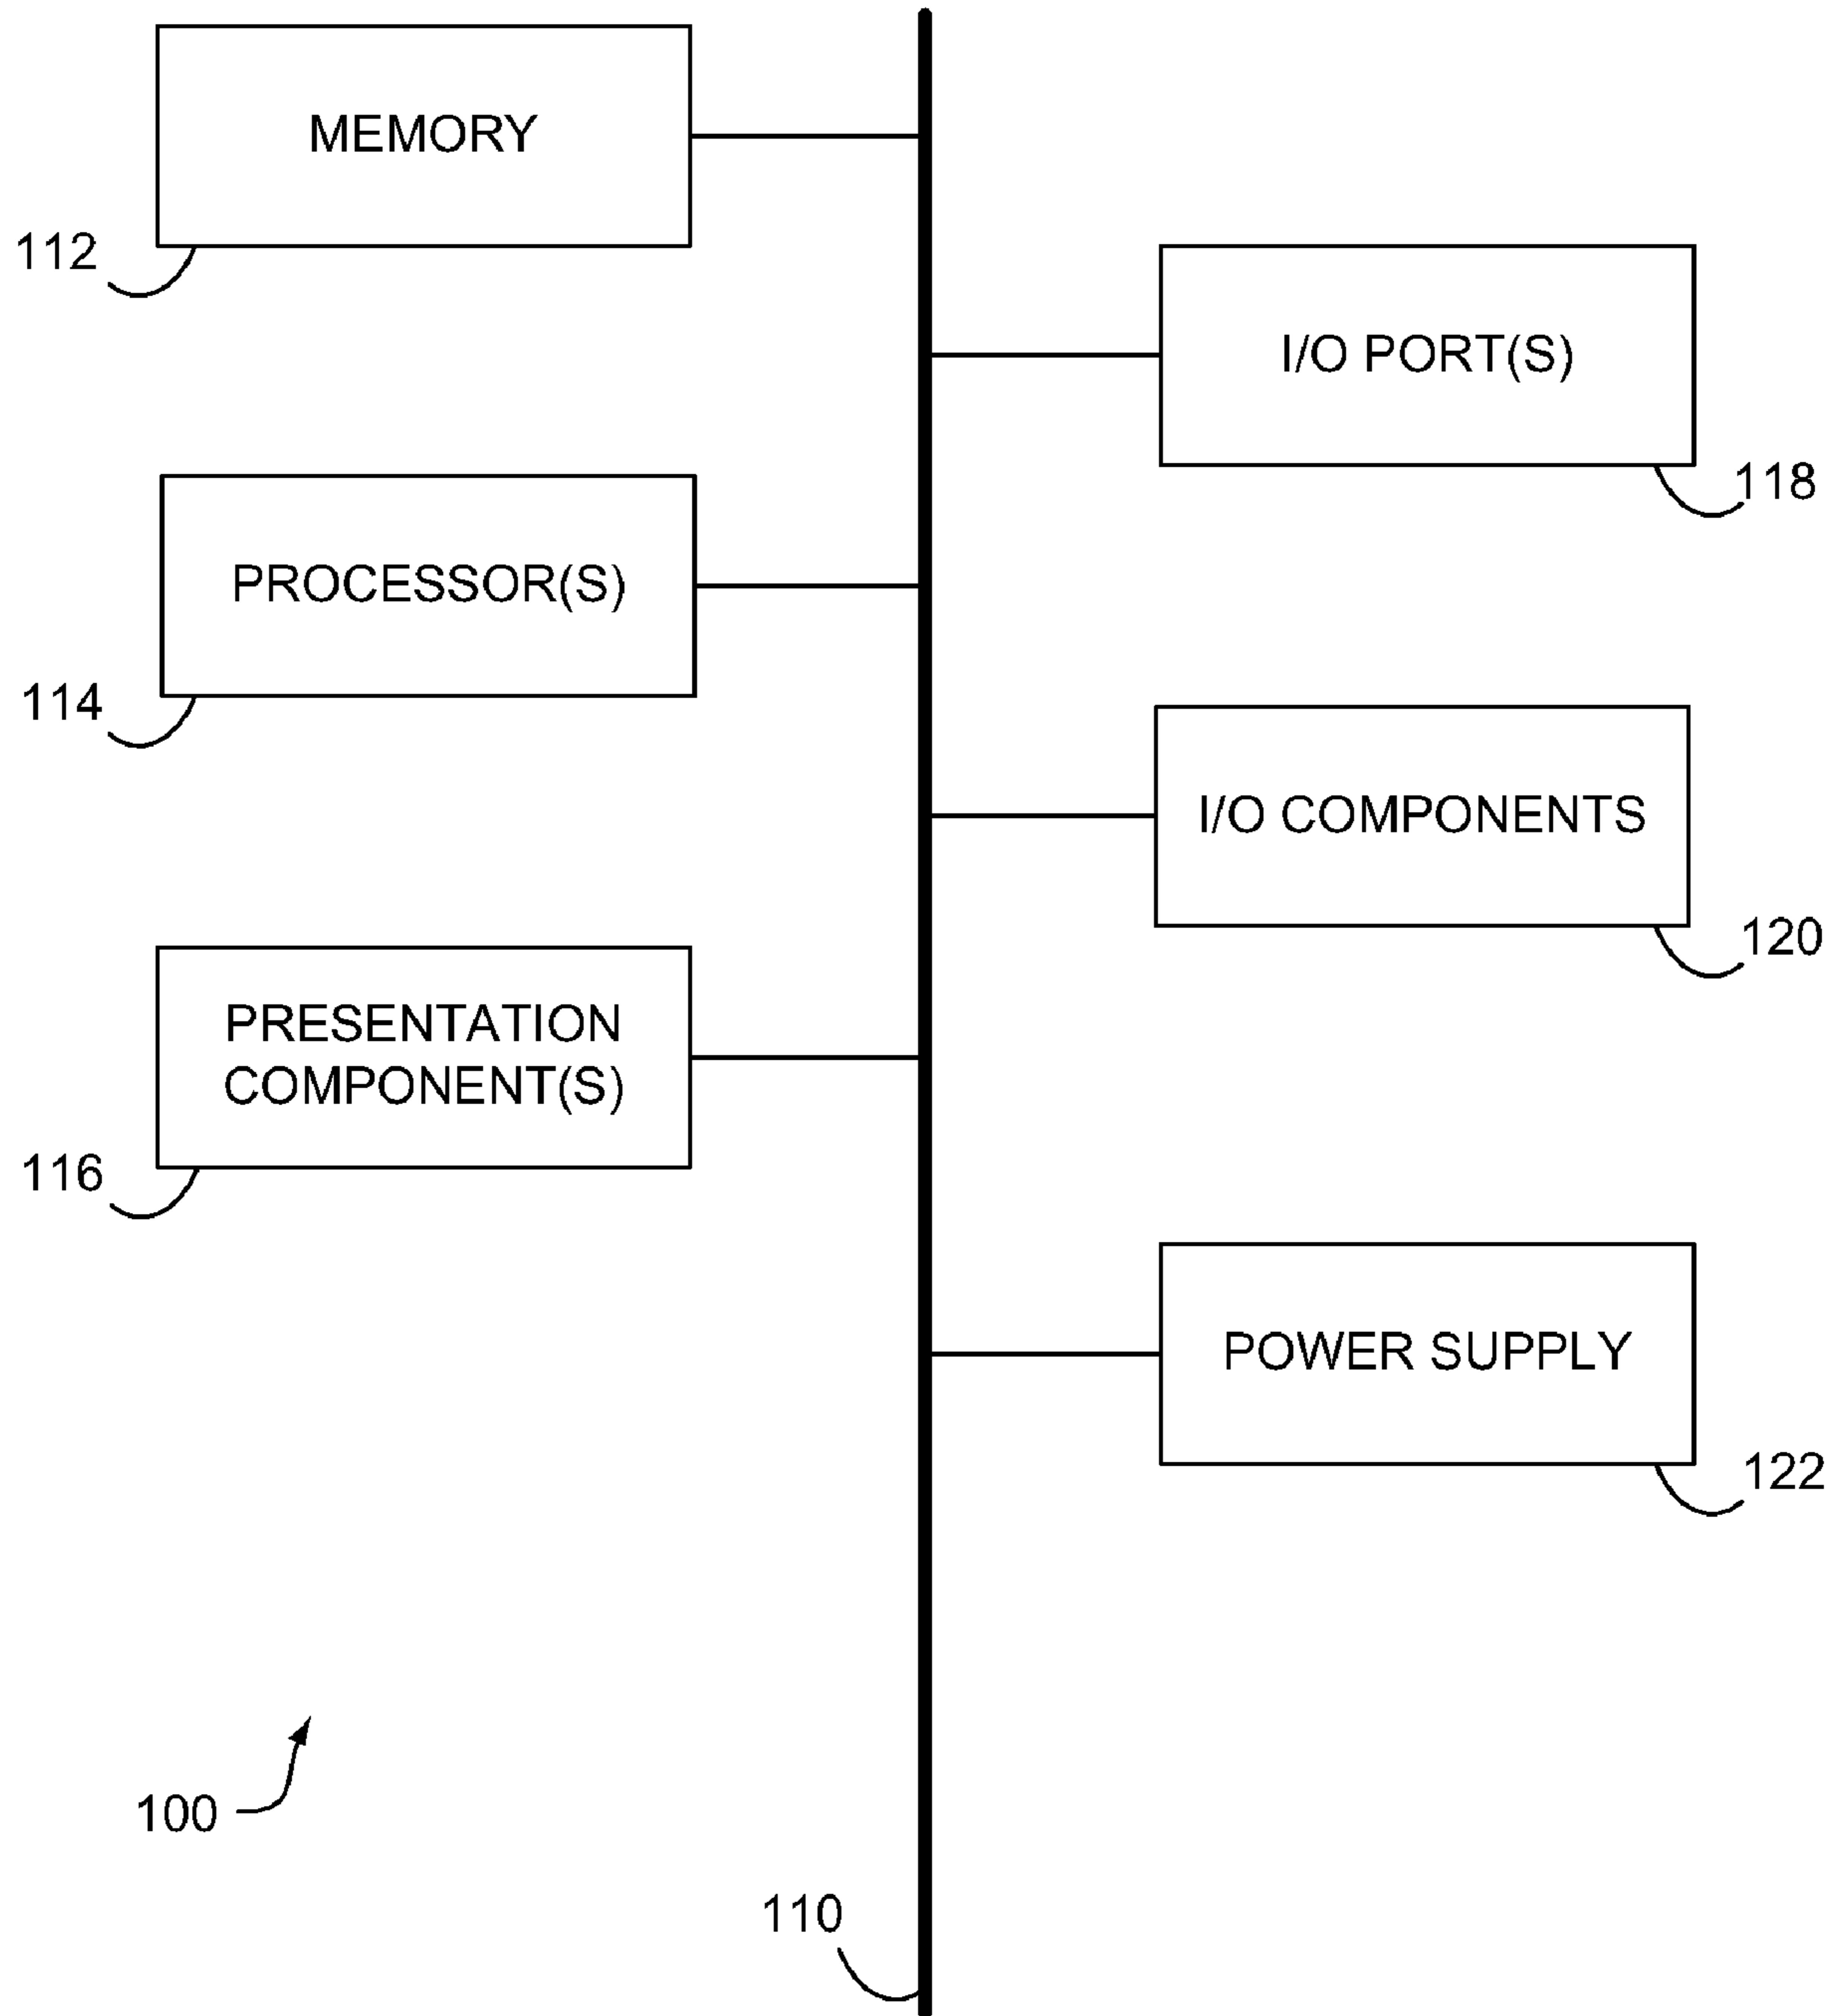 MEMORY
112
I/O PORT(S)
118
PROCESSOR(S)
114
I/O COMPONENTS
120
PRESENTATION
COMPONENT(S)
116
POWER SUPPLY
122
100
110